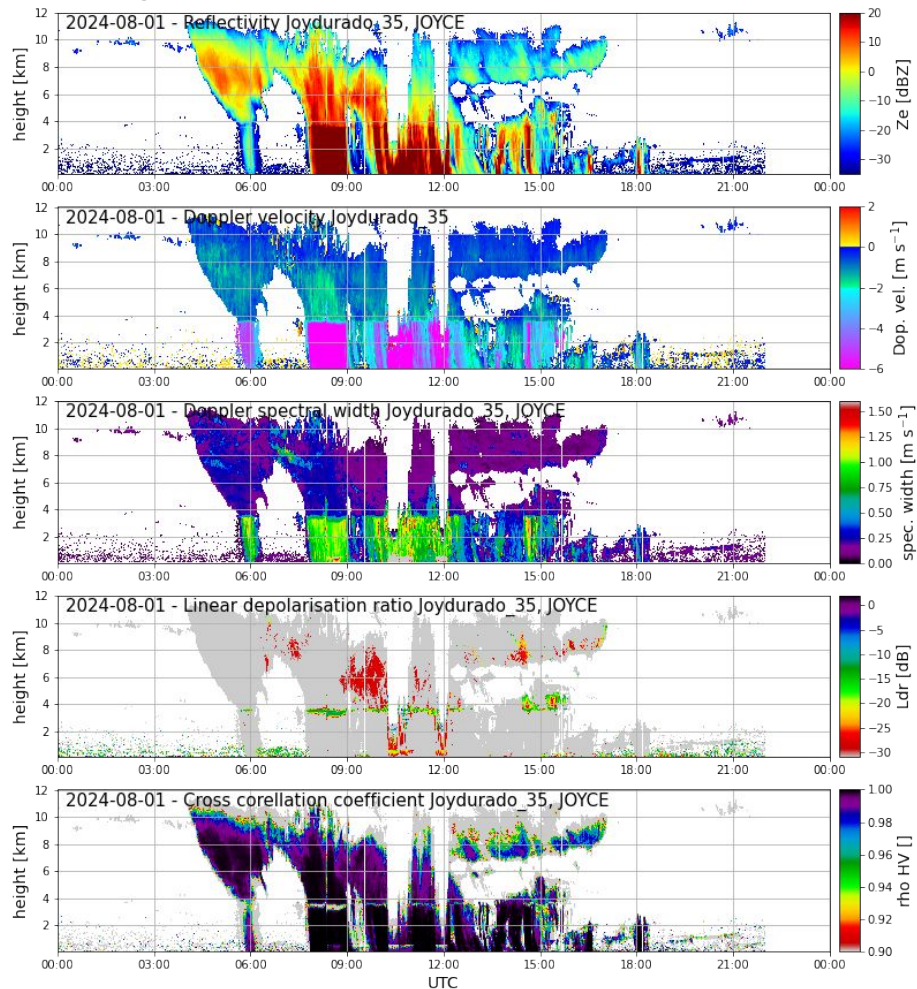 2024-08-01 - Reflectivity Joydurado_35, JOYCE
height [km]
12
10
8
6
4
2
00:00 03:00 06:00 09:00 12:00 15:00 18:00 21:00 00:00
20
10
0
−10
−20
−30
Ze [dBZ]
2024-08-01 - Doppler velocity Joydurado_35
height [km]
12
10
8
6
4
2
00:00 03:00 06:00 09:00 12:00 15:00 18:00 21:00 00:00
2
0
−2
−4
−6
Dop. vel. [m s⁻¹]
2024-08-01 - Doppler spectral width Joydurado_35, JOYCE
height [km]
12
10
8
6
4
2
00:00 03:00 06:00 09:00 12:00 15:00 18:00 21:00 00:00
1.50
1.25
1.00
0.75
0.50
0.25
0.00
spec. width [m s⁻¹]
2024-08-01 - Linear depolarisation ratio Joydurado_35, JOYCE
height [km]
12
10
8
6
4
2
00:00 03:00 06:00 09:00 12:00 15:00 18:00 21:00 00:00
0
−5
−10
−15
−20
−25
−30
Ldr [dB]
2024-08-01 - Cross corellation coefficient Joydurado_35, JOYCE
height [km]
12
10
8
6
4
2
00:00 03:00 06:00 09:00 12:00 15:00 18:00 21:00 00:00
UTC
1.00
0.98
0.96
0.94
0.92
0.90
rho HV []